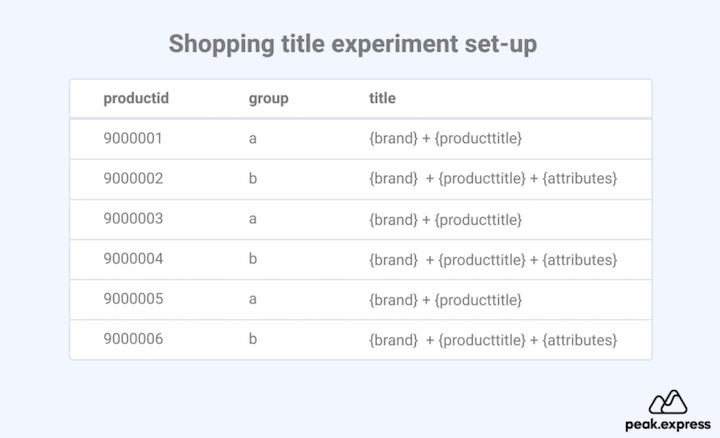 Shopping title experiment set-up
productid group title
9000001 a {brand} + {producttitle}
9000002 b {brand}  + {producttitle} + {attributes}
9000003 a {brand} + {producttitle}
9000004 b {brand}  + {producttitle} + {attributes}
9000005 a {brand} + {producttitle}
9000006 b {brand}  + {producttitle} + {attributes}
peak.express